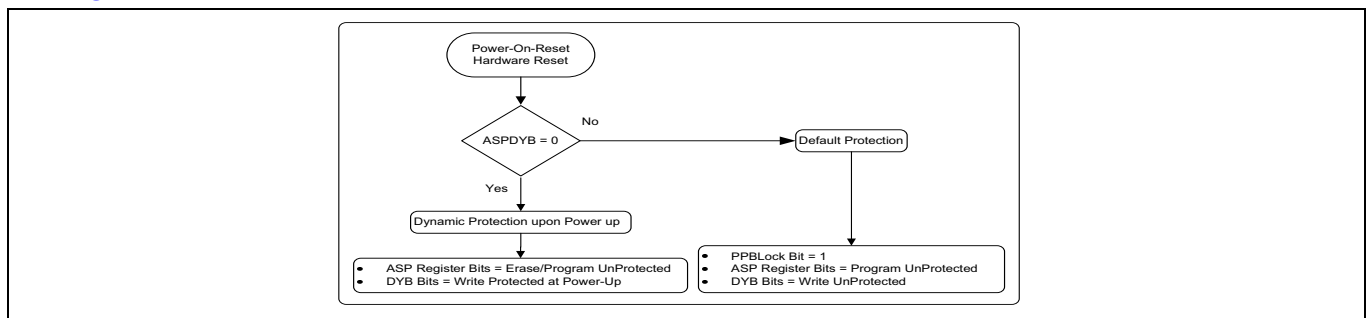 Power-On-Reset
Hardware Reset
ASPDYB = 0
No
Default Protection
Yes
Dynamic Protection upon Power up
• ASP Register Bits = Erase/Program UnProtected
• DYB Bits = Write Protected at Power-Up
• PPBLock Bit = 1
• ASP Register Bits = Program UnProtected
• DYB Bits = Write UnProtected